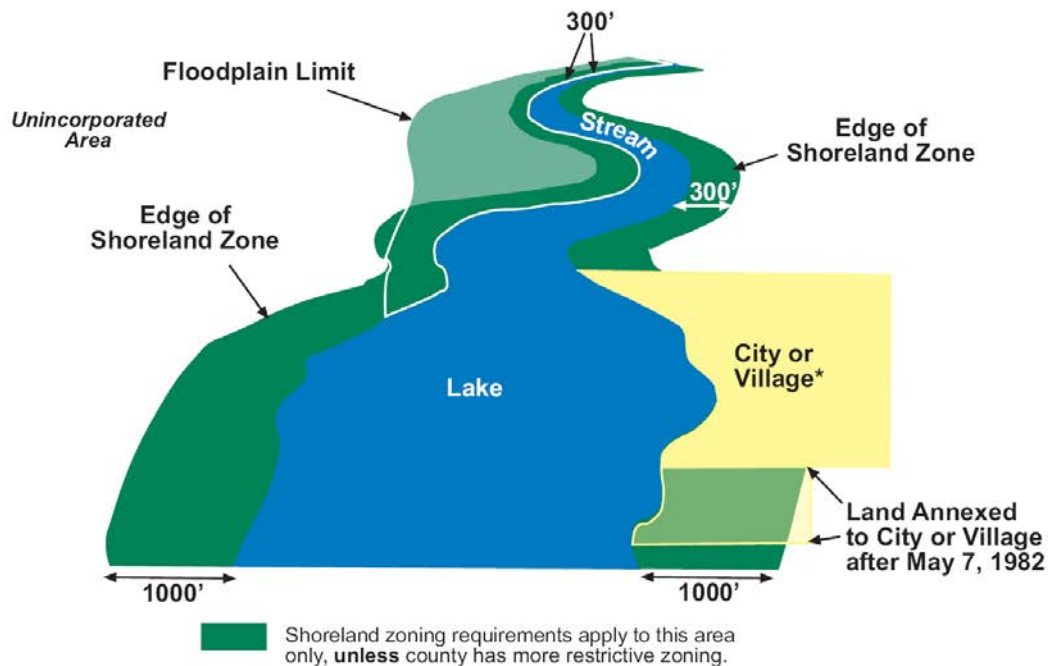 300'
Floodplain Limit
Unincorporated
Area
Stream
Edge of
Shoreland Zone
300'
Edge of
Shoreland Zone
City or
Village*
Lake
Land Annexed
to City or Village
after May 7, 1982
1000'
1000'
Shoreland zoning requirements apply to this area
only, unless county has more restrictive zoning.